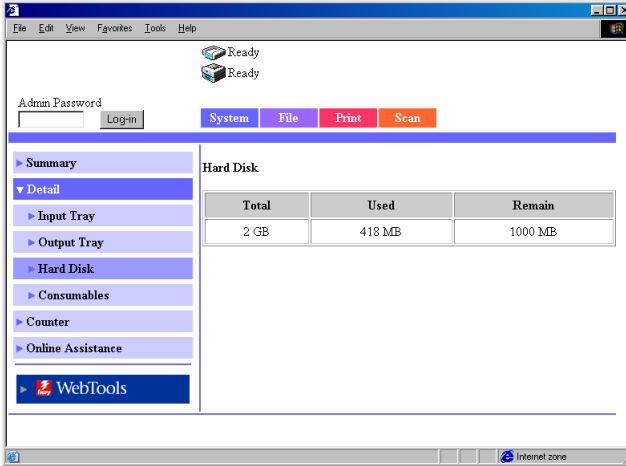 File Edit View Favorites Tools Help
Ready
Ready
Admin Password
Log-in
System File Print Scan
Summary
Detail
Input Tray
Output Tray
Hard Disk
Consumables
Counter
Online Assistance
fiery WebTools
Hard Disk
Total Used Remain
2 GB 418 MB 1000 MB
Internet zone